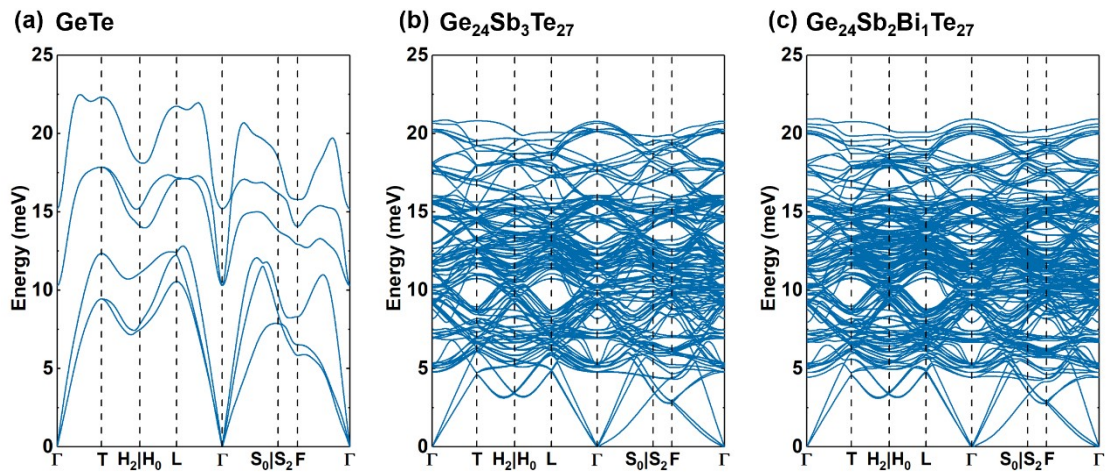 (a) GeTe
(b) Ge₂₄Sb₃Te₂₇
(c) Ge₂₄Sb₂Bi₁Te₂₇
Energy (meV)
25
20
15
10
5
0
Γ T H₂|H₀ L Γ S₀|S₂ F Γ
Energy (meV)
25
20
15
10
5
0
Γ T H₂|H₀ L Γ S₀|S₂ F Γ
Energy (meV)
25
20
15
10
5
0
Γ T H₂|H₀ L Γ S₀|S₂ F Γ